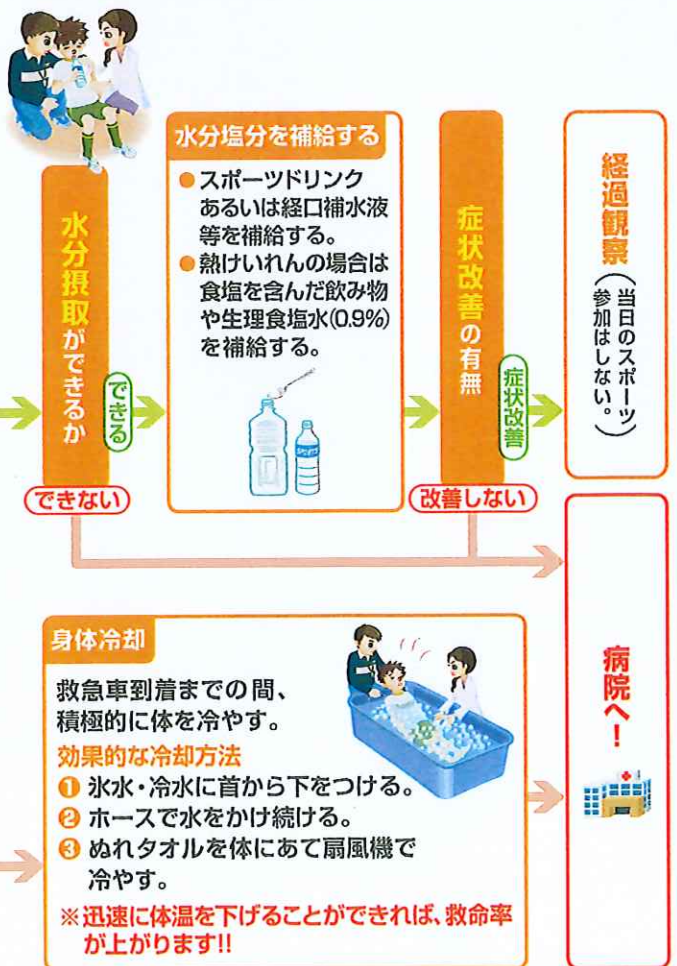 水分摂取ができるか
できる
できない
水分塩分を補給する
●スポーツドリンク
あるいは経口補水液
等を補給する。
●熱けいれんの場合は
食塩を含んだ飲み物
や生理食塩水(0.9%)
を補給する。
症状改善の有無
症状改善
改善しない
経過観察
(当日のスポーツ
参加はしない。)
身体冷却
救急車到着までの間、
積極的に体を冷やす。
効果的な冷却方法
❶ 氷水・冷水に首から下をつける。
❷ ホースで水をかけ続ける。
❸ ぬれタオルを体にあて扇風機で
冷やす。
※迅速に体温を下げることができれば、救命率
が上がります!!
病院へ!